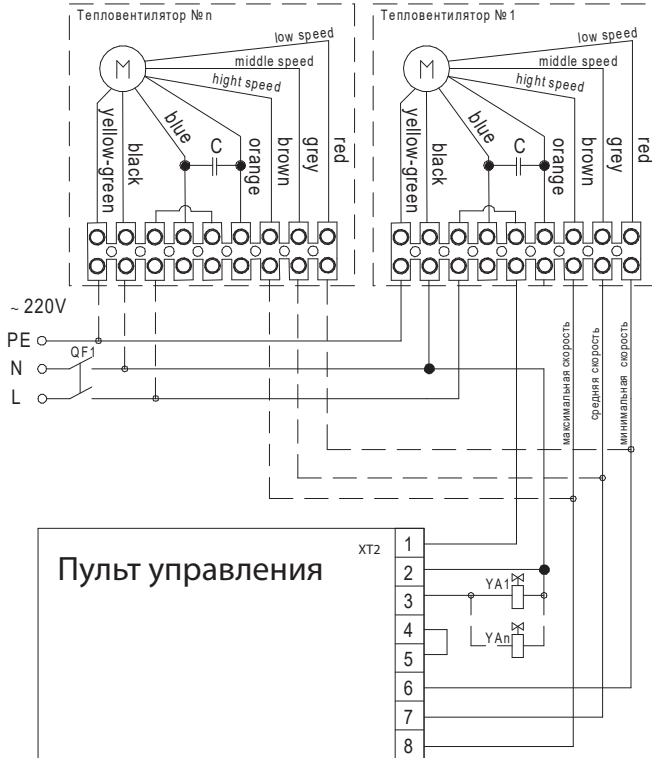 Тепловентилятор №n
low speed
middle speed
hight speed
M
yellow-green
black
blue
C
orange
brown
grey
red
Тепловентилятор №1
low speed
middle speed
hight speed
M
yellow-green
black
blue
C
orange
brown
grey
red
~ 220V
PE
N
QF1
L
максимальная скорость
средняя скорость
минимальная скорость
Пульт управления
XT2
1
2
3
4
5
6
7
8
YA1
YAn